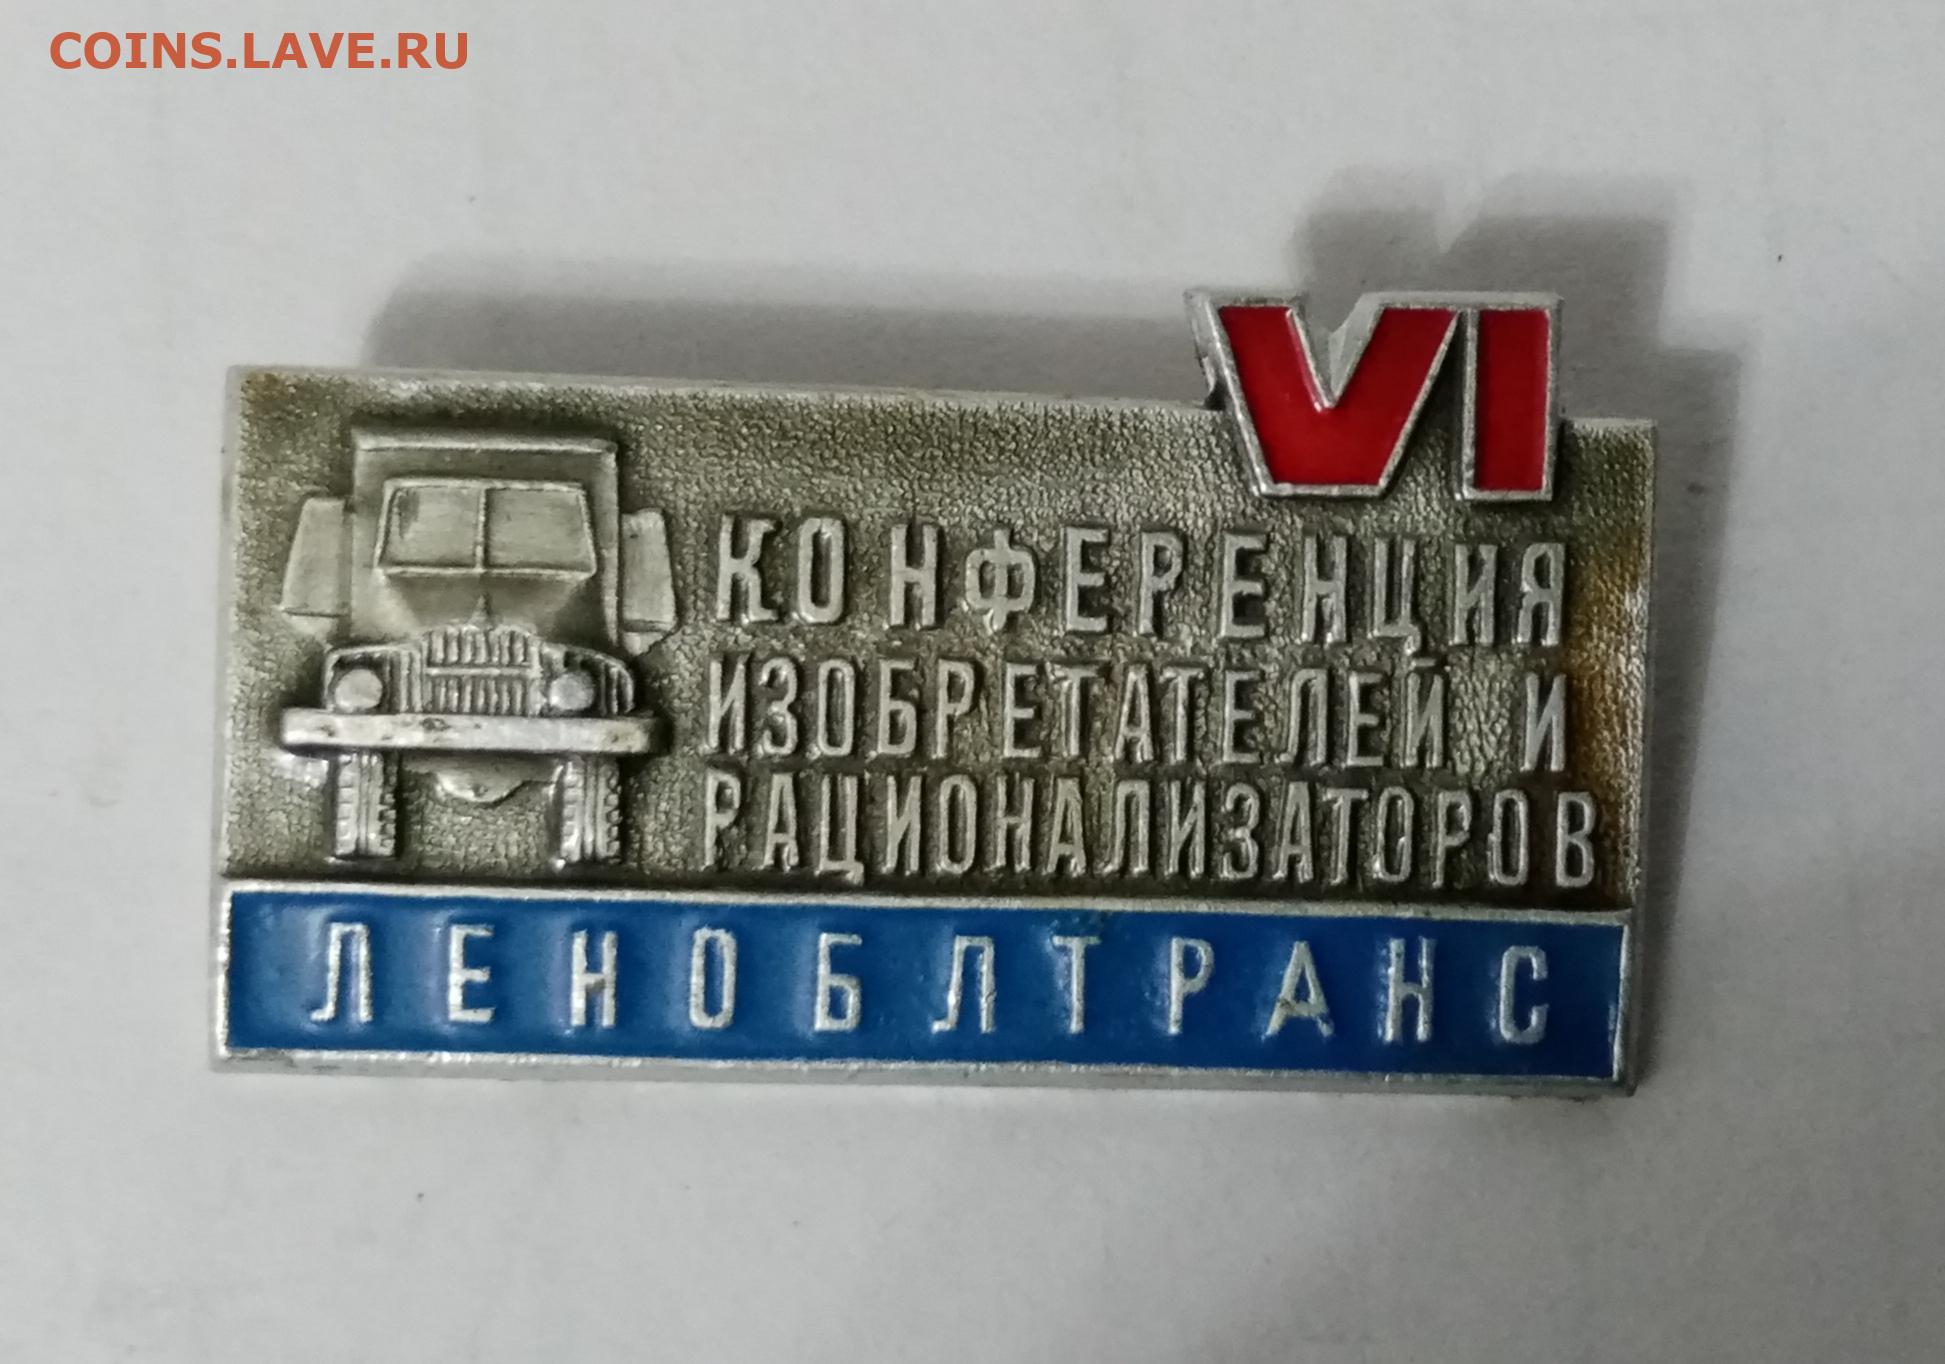 COINS.LAVE.RU
VI
КОНФЕРЕНЦИЯ
ИЗОБРЕТАТЕЛЕЙ И
РАЦИОНАЛИЗАТОРОВ
ЛЕНОБЛТРАНС